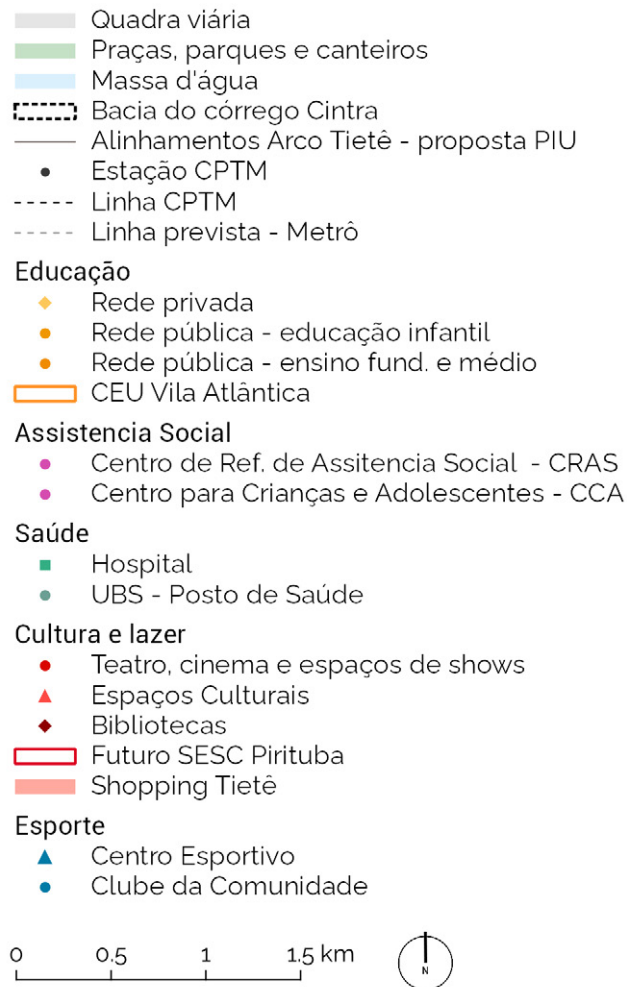 Quadra viária
Praças, parques e canteiros
Massa d'água
Bacia do córrego Cintra
Alinhamentos Arco Tietê - proposta PIU
Estação CPTM
Linha CPTM
Linha prevista - Metrô
Educação
Rede privada
Rede pública - educação infantil
Rede pública - ensino fund. e médio
CEU Vila Atlântica
Assistencia Social
Centro de Ref. de Assitencia Social - CRAS
Centro para Crianças e Adolescentes - CCA
Saúde
Hospital
UBS - Posto de Saúde
Cultura e lazer
Teatro, cinema e espaços de shows
Espaços Culturais
Bibliotecas
Futuro SESC Pirituba
Shopping Tietê
Esporte
Centro Esportivo
Clube da Comunidade
0 0.5 1 1.5 km
N